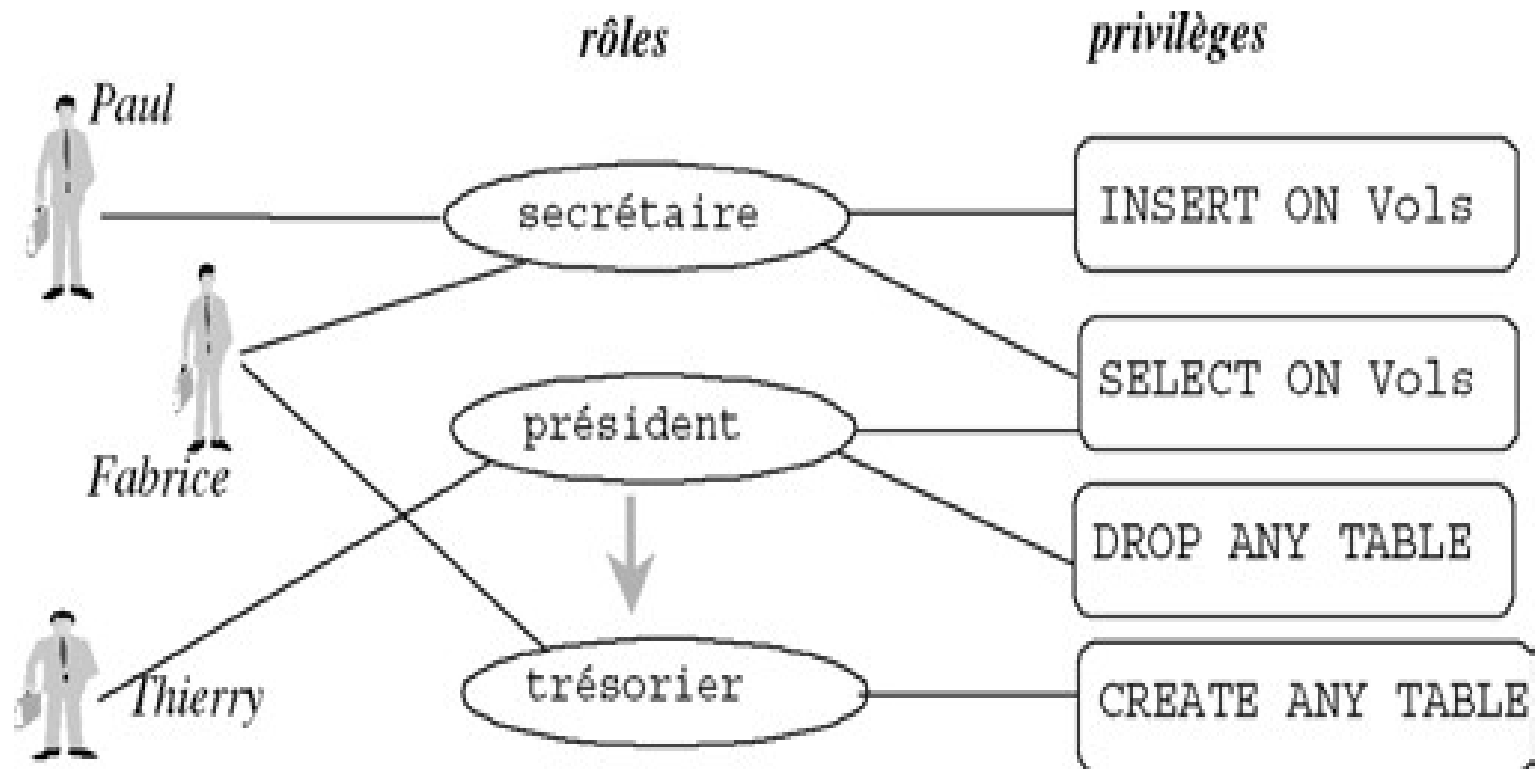 rôles
privilèges
Paul
secrétaire
INSERT ON Vols
SELECT ON Vols
président
Fabrice
DROP ANY TABLE
Thierry
trésorier
CREATE ANY TABLE